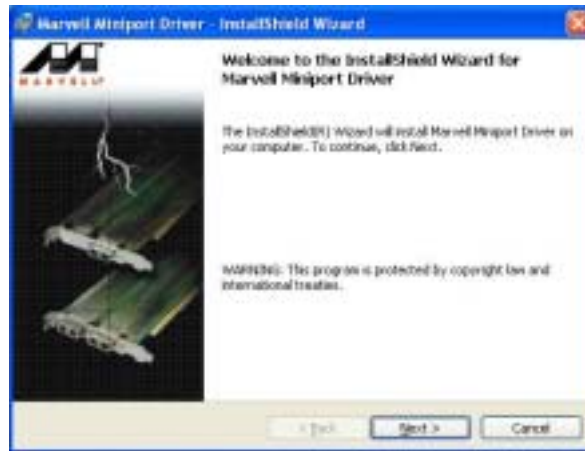 Marvell Miniport Driver - InstallShield Wizard
MARVELL®
Welcome to the InstallShield Wizard for
Marvell Miniport Driver
The InstallShield(R) Wizard will install Marvell Miniport Driver on
your computer. To continue, click Next.
WARNING: This program is protected by copyright law and
international treaties.
< Back
Next >
Cancel